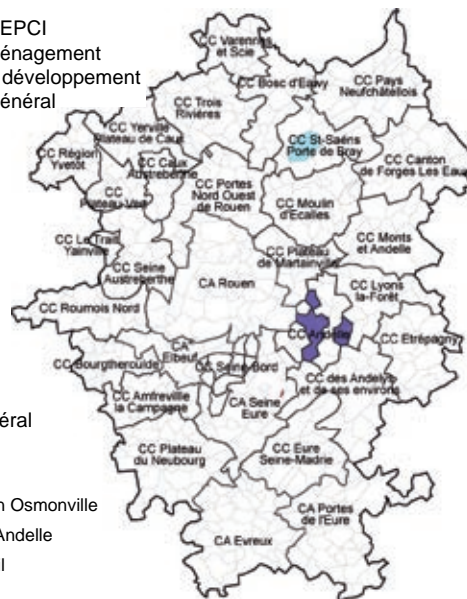 EPCI
énagement
développement
énéral
CC Varennes
et Scie
CC Bosc d'Eawy
CC Pays
Neufchâtelois
CC Trois
Rivières
CC Yerville
Plateau de Caux
CC St-Saëns
Porte de Bray
CC Région
Yvetôt
CC Caux
Austreberthe
CC Canton
de Forges Les Eau
CC Portes
Nord Ouest
de Rouen
CC
Plateau Vert
CC Moulin
d'Ecalles
CC Le Trait
Yainville
CC Plateau
de Martainville
CC Monts
et Andelle
CC Seine
Austreberthe
CA Rouen
CC Lyons
la-Forêt
CC Roumois Nord
CC Andelle
CA
Elbeuf
CC Etrépagny
CC Bourgtheroulde
CC Seine-Bord
CC des Andelys
et de ses environs
CC Amfreville
la Campagne
CA Seine
Eure
éral
CC Plateau
du Neubourg
CC Eure
Seine-Madrie
n Osmonville
Andelle
il
CA Portes
de l'Eure
CA Evreux